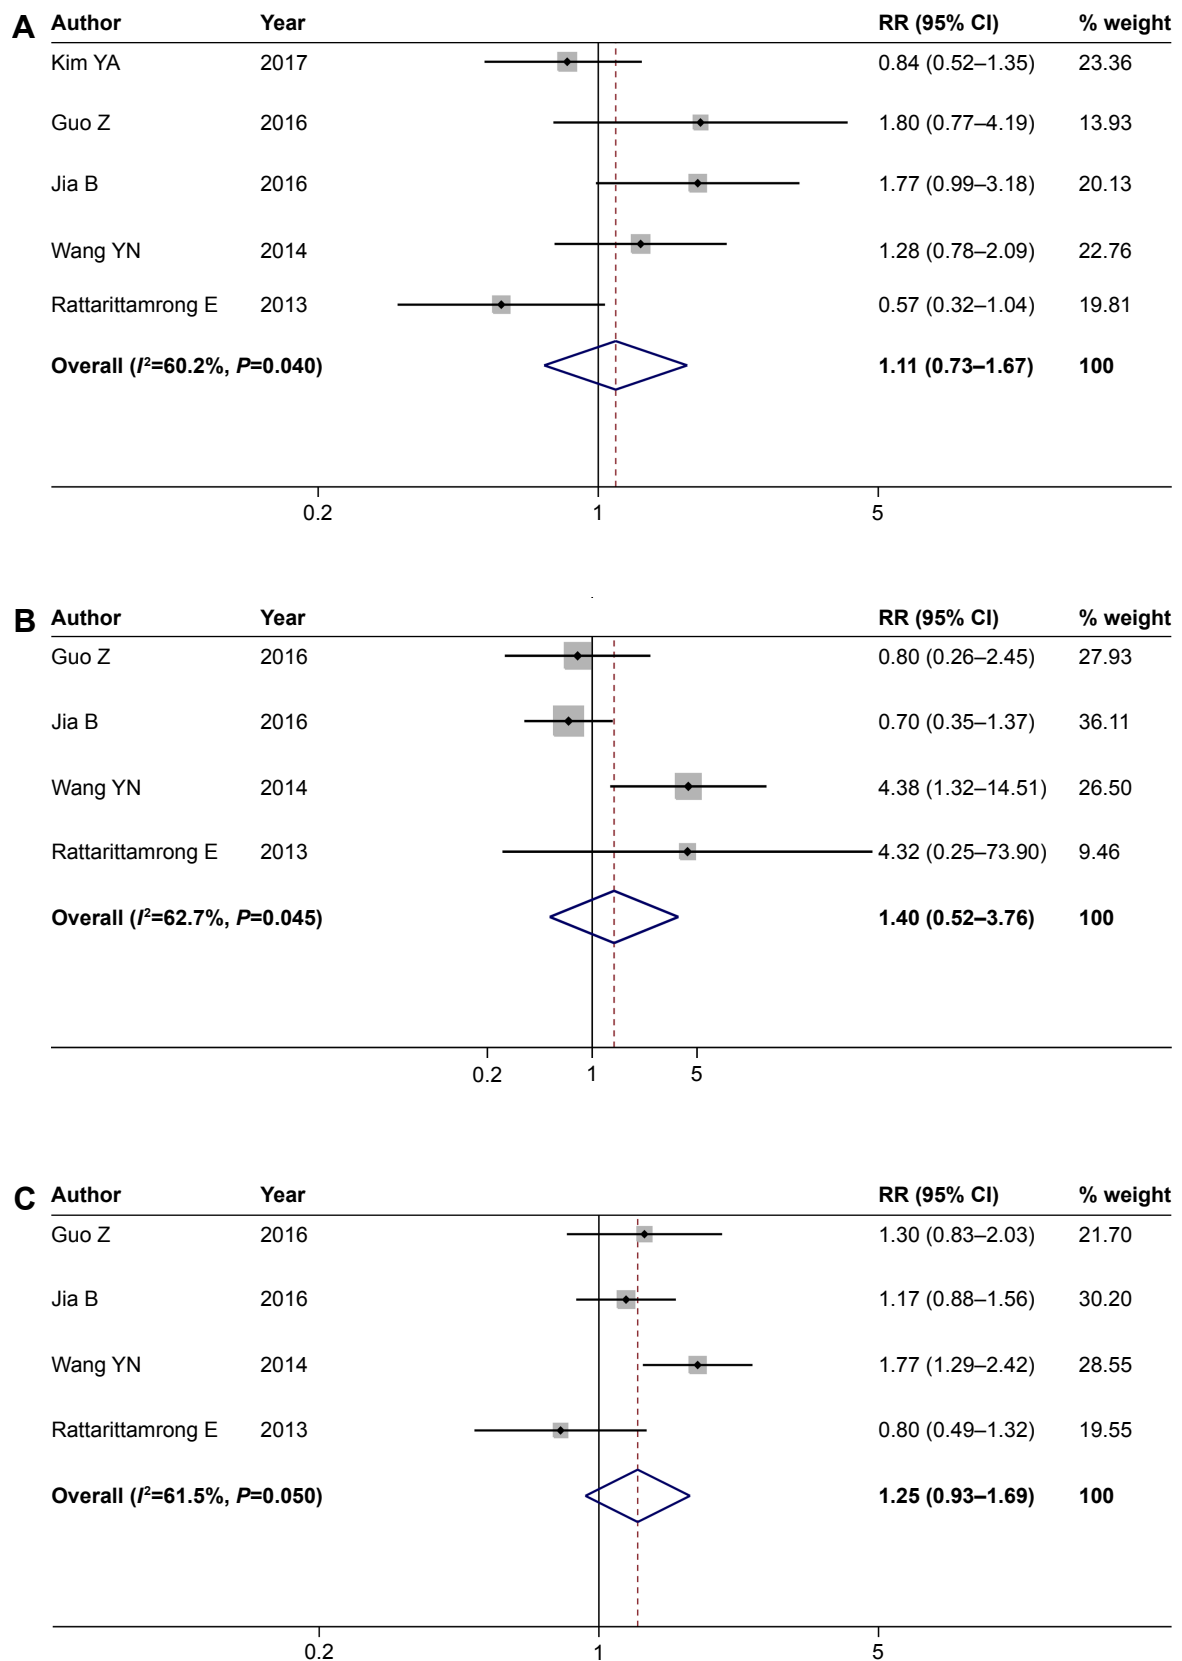 A Author Year RR (95% CI) % weight
Kim YA 2017 0.84 (0.52–1.35) 23.36
Guo Z 2016 1.80 (0.77–4.19) 13.93
Jia B 2016 1.77 (0.99–3.18) 20.13
Wang YN 2014 1.28 (0.78–2.09) 22.76
Rattarittamrong E 2013 0.57 (0.32–1.04) 19.81
Overall (I²=60.2%, P=0.040) 1.11 (0.73–1.67) 100
0.2 1 5
B Author Year RR (95% CI) % weight
Guo Z 2016 0.80 (0.26–2.45) 27.93
Jia B 2016 0.70 (0.35–1.37) 36.11
Wang YN 2014 4.38 (1.32–14.51) 26.50
Rattarittamrong E 2013 4.32 (0.25–73.90) 9.46
Overall (I²=62.7%, P=0.045) 1.40 (0.52–3.76) 100
0.2 1 5
C Author Year RR (95% CI) % weight
Guo Z 2016 1.30 (0.83–2.03) 21.70
Jia B 2016 1.17 (0.88–1.56) 30.20
Wang YN 2014 1.77 (1.29–2.42) 28.55
Rattarittamrong E 2013 0.80 (0.49–1.32) 19.55
Overall (I²=61.5%, P=0.050) 1.25 (0.93–1.69) 100
0.2 1 5